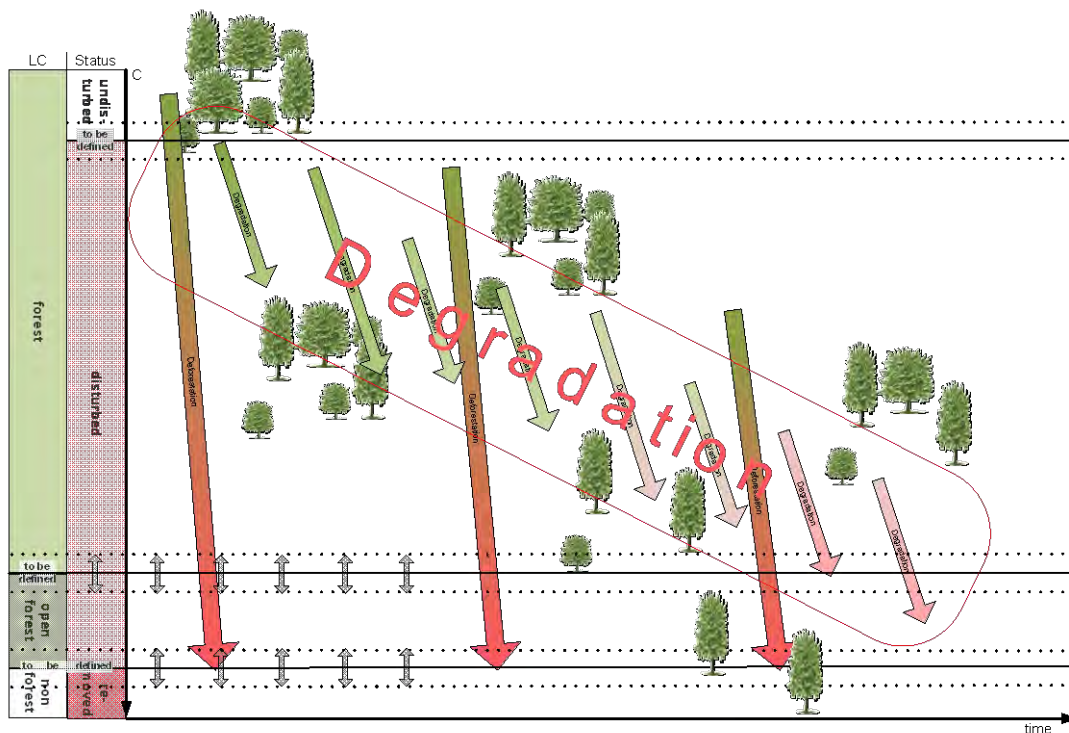 LC
Status
C
undis-
turbed
to be
defined
forest
disturbed
to be
defined
open
forest
to be defined
non
forest
re-
moved
Deforestation
Degradation
Degradation
Degradation
Deforestation
Degradation
Degradation
Degradation
Deforestation
Degradation
Degradation
Degradation
time